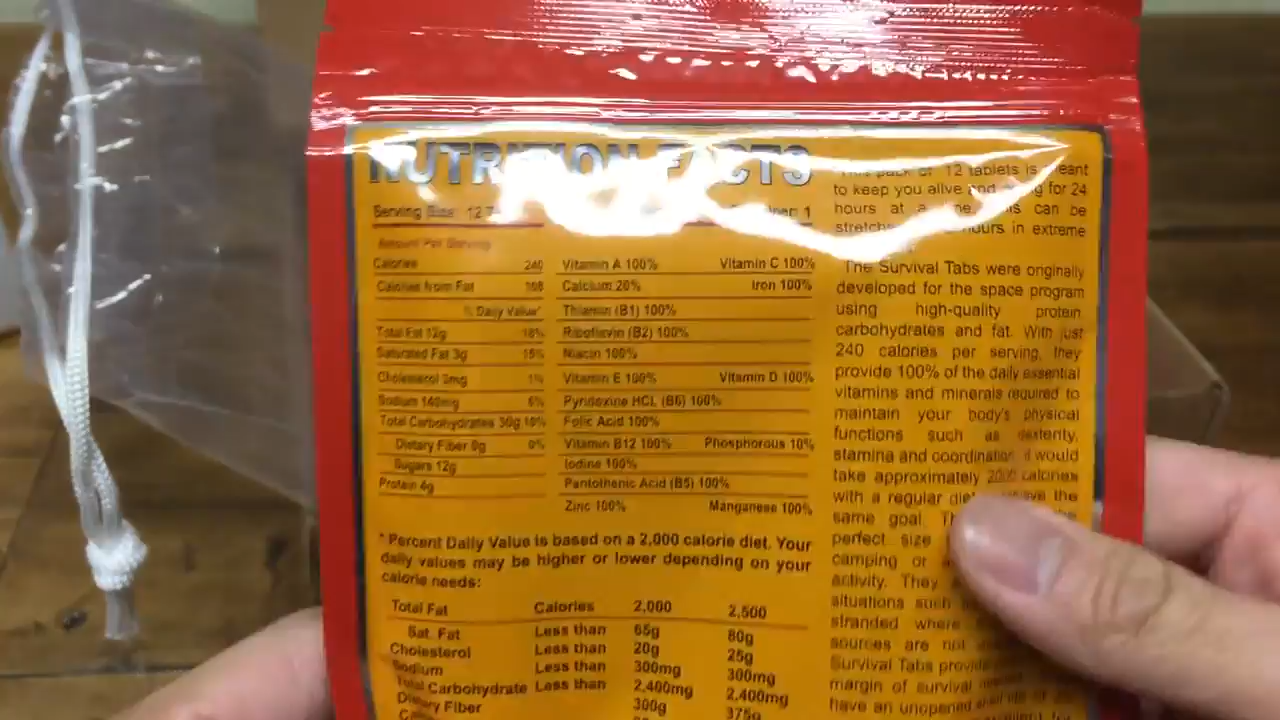 NUTRITION FACTS
Serving Size: 12
1
Amount Per Serving
Calories 240
Calories from Fat 108
% Daily Value*
Total Fat 12g 18%
Saturated Fat 3g 15%
Cholesterol 1%
Sodium 140mg 6%
Total Carbohydrates 30g 10%
Dietary Fiber 0g 0%
Sugars 12g
Protein 4g
Vitamin A 100% Vitamin C 100%
Calcium 20% Iron 100%
Thiamin (B1) 100%
Riboflavin (B2) 100%
Niacin 100%
Vitamin E 100% Vitamin D 100%
Pyridoxine HCL (B6) 100%
Folic Acid 100%
Vitamin B12 100% Phosphorous 10%
Iodine 100%
Pantothenic Acid (B5) 100%
Zinc 100% Manganese 100%
* Percent Daily Value is based on a 2,000 calorie diet. Your
daily values may be higher or lower depending on your
calorie needs:
Total Fat Calories 2,000 2,500
Sat. Fat Less than 65g 80g
Cholesterol Less than 20g 25g
Sodium Less than 300mg 300mg
Total Carbohydrate Less than 2,400mg 2,400mg
Dietary Fiber 300g 375g
This pack of 12 tablets is meant
to keep you alive and for 24
hours at a can be
hours in extreme
The Survival Tabs were originally
developed for the space program
using high-quality protein
carbohydrates and fat. With just
240 calories per serving, they
provide 100% of the daily essential
vitamins and minerals required to
maintain your body's physical
functions such as dexterity,
stamina and coordination. It would
take approximately 2000 calories
with a regular the
same goal.
perfect size
camping or
activity. They
situations such
stranded where
sources are not
Survival Tabs provide
margin of survival
have an unopened